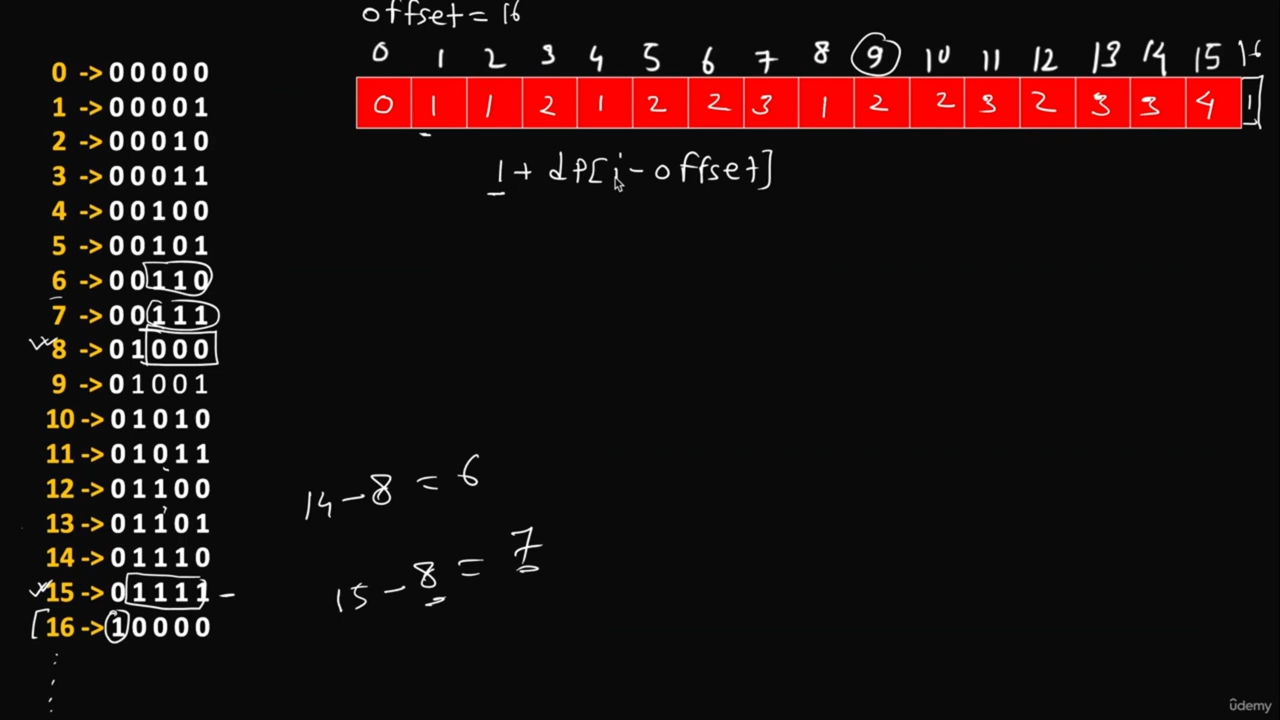 offset = 16
0 1 2 3 4 5 6 7 8 9 10 11 12 13 14 15 16
0 1 1 2 1 2 2 3 1 2 2 3 2 3 3 4 1
1 + dp[i - offset]
0 -> 00000
1 -> 00001
2 -> 00010
3 -> 00011
4 -> 00100
5 -> 00101
6 -> 00110
7 -> 00111
8 -> 01000
9 -> 01001
10 -> 01010
11 -> 01011
12 -> 01100
13 -> 01101
14 -> 01110
15 -> 01111
16 -> 10000
14 - 8 = 6
15 - 8 = 7
ûdemy